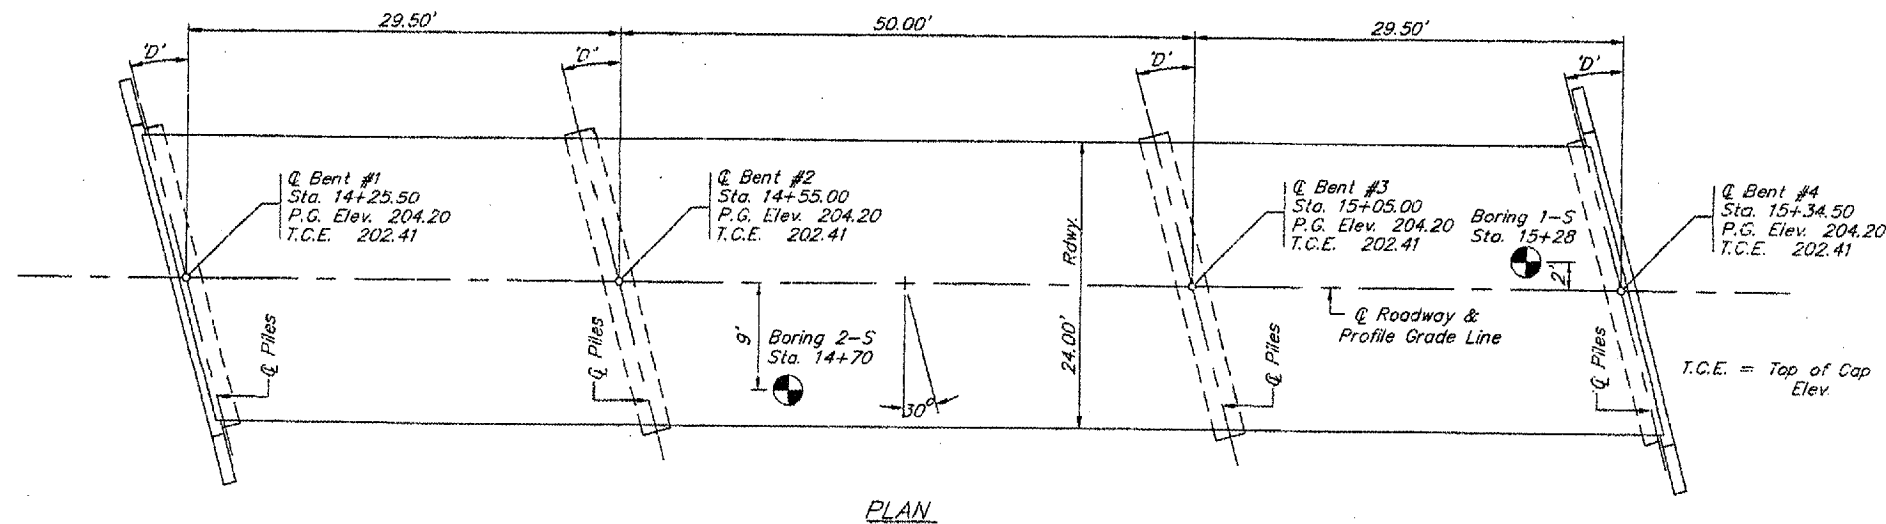 29.50'
50.00'
29.50'
'D'
'D'
'D'
'D'
℄ Bent #1
Sta. 14+25.50
P.G. Elev. 204.20
T.C.E. 202.41
℄ Bent #2
Sta. 14+55.00
P.G. Elev. 204.20
T.C.E. 202.41
℄ Bent #3
Sta. 15+05.00
P.G. Elev. 204.20
T.C.E. 202.41
Boring 1-S
Sta. 15+28
℄ Bent #4
Sta. 15+34.50
P.G. Elev. 204.20
T.C.E. 202.41
Rdwy.
24.00'
2'
℄ Roadway &
Profile Grade Line
℄ Piles
℄ Piles
9'
Boring 2-S
Sta. 14+70
30°
℄ Piles
℄ Piles
T.C.E. = Top of Cap
Elev.
PLAN